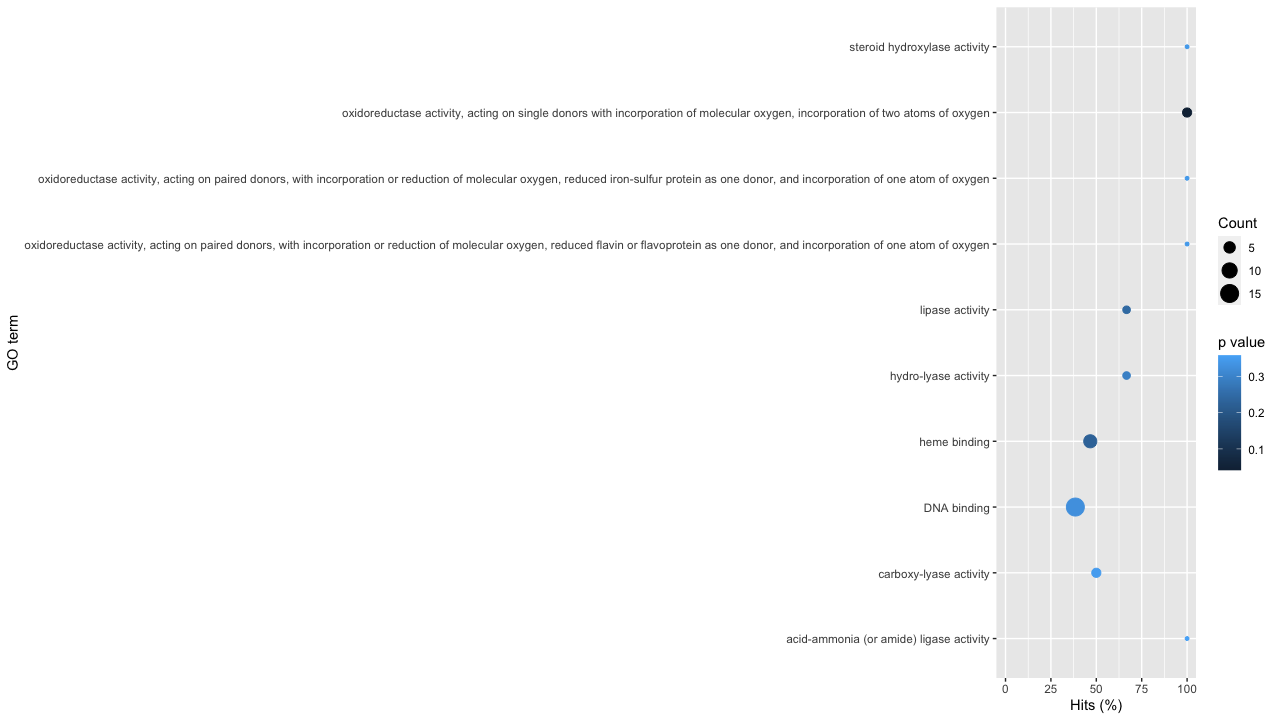 steroid hydroxylase activity
oxidoreductase activity, acting on single donors with incorporation of molecular oxygen, incorporation of two atoms of oxygen
oxidoreductase activity, acting on paired donors, with incorporation or reduction of molecular oxygen, reduced iron-sulfur protein as one donor, and incorporation of one atom of oxygen
oxidoreductase activity, acting on paired donors, with incorporation or reduction of molecular oxygen, reduced flavin or flavoprotein as one donor, and incorporation of one atom of oxygen
lipase activity
hydro-lyase activity
heme binding
DNA binding
carboxy-lyase activity
acid-ammonia (or amide) ligase activity
GO term
0 25 50 75 100
Hits (%)
Count
5
10
15
p value
0.3
0.2
0.1